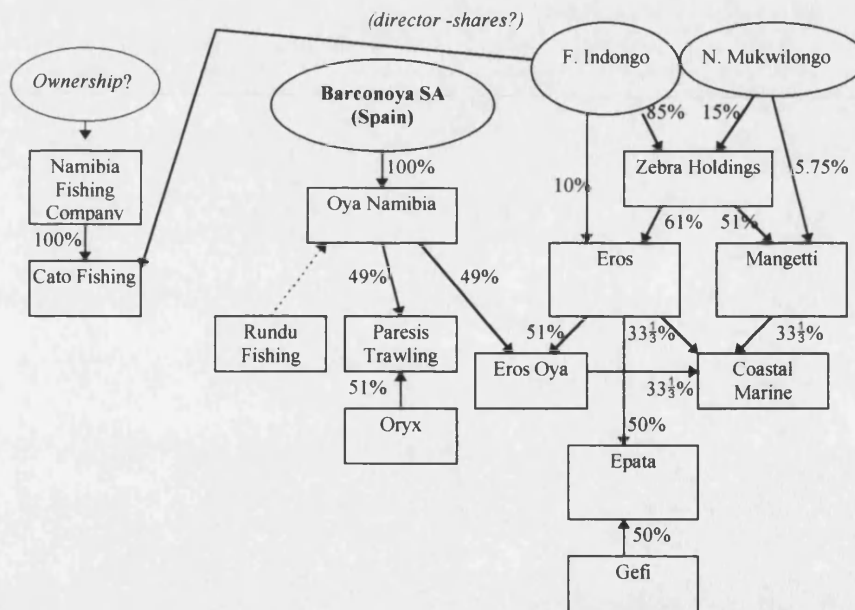 (director -shares?)
Ownership?
F. Indongo
N. Mukwilongo
Barconoya SA
(Spain)
85%
15%
Namibia
Fishing
Company
100%
Zebra Holdings
5.75%
10%
Oya Namibia
100%
61%
51%
Cato Fishing
Eros
Mangetti
49%
49%
Rundu
Fishing
Paresis
Trawling
51%
33⅓%
33⅓%
Eros Oya
33⅓%
Coastal
Marine
51%
Oryx
50%
Epata
50%
Gefi